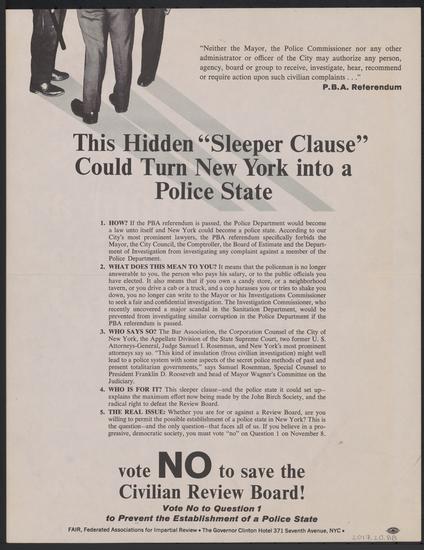 "Neither the Mayor, the Police Commissioner nor any other
administrator or officer of the City may authorize any person,
agency, board or group to receive, investigate, hear, recommend
or require action upon such civilian complaints . . ."
P.B.A. Referendum
This Hidden "Sleeper Clause"
Could Turn New York into a
Police State
1. HOW? If the PBA referendum is passed, the Police Department would become
a law unto itself and New York could become a police state. According to our
City's most prominent lawyers, the PBA referendum specifically forbids the
Mayor, the City Council, the Comptroller, the Board of Estimate and the Depart-
ment of Investigation from investigating any complaint against a member of the
Police Department.
2. WHAT DOES THIS MEAN TO YOU? It means that the policeman is no longer
answerable to you, the person who pays his salary, or to the public officials you
have elected. It also means that if you own a candy store, or a neighborhood
tavern, or you drive a cab or a truck, and a cop harasses you or tries to shake you
down, you no longer can write to the Mayor or his Investigations Commissioner
to seek a fair and confidential investigation. The Investigation Commissioner, who
recently uncovered a major scandal in the Sanitation Department, would be
prevented from investigating similar corruption in the Police Department if the
PBA referendum is passed.
3. WHO SAYS SO? The Bar Association, the Corporation Counsel of the City of
New York, the Appellate Division of the State Supreme Court, two former U. S.
Attorneys-General, Judge Samuel I. Rosenman, and New York's most prominent
attorneys say so. "This kind of insulation (from civilian investigation) might well
lead to a police system with some aspects of the secret police methods of past and
present totalitarian governments," says Samuel Rosenman, Special Counsel to
President Franklin D. Roosevelt and head of Mayor Wagner's Committee on the
Judiciary.
4. WHO IS FOR IT? This sleeper clause—and the police state it could set up—
explains the maximum effort now being made by the John Birch Society, and the
radical right to defeat the Review Board.
5. THE REAL ISSUE: Whether you are for or against a Review Board, are you
willing to permit the possible establishment of a police state in New York? This is
the question—and the only question—that faces all of us. If you believe in a pro-
gressive, democratic society, you must vote "no" on Question 1 on November 8.
vote NO to save the
Civilian Review Board!
Vote No to Question 1
to Prevent the Establishment of a Police State
FAIR, Federated Associations for Impartial Review • The Governor Clinton Hotel 371 Seventh Avenue, NYC •